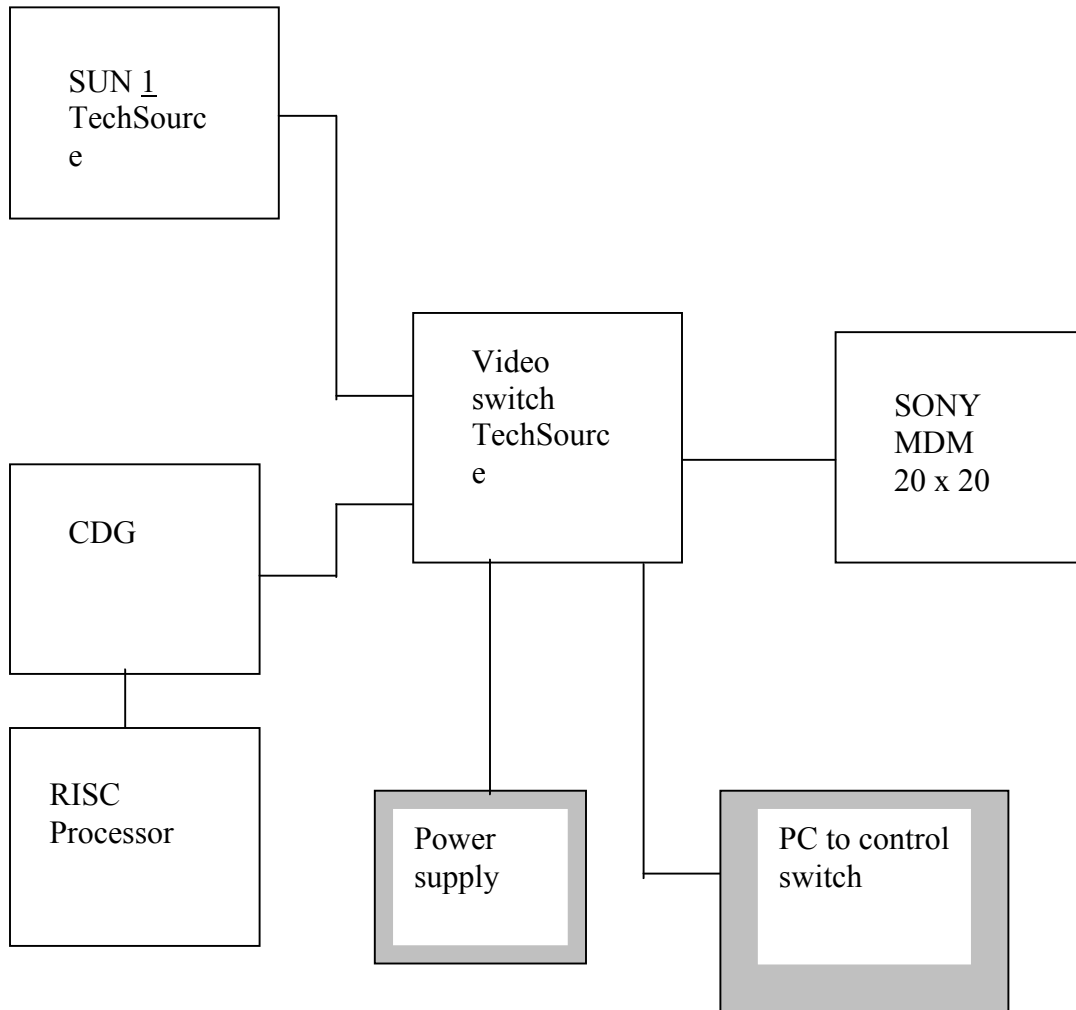 SUN 1
TechSourc
e
Video
switch
TechSourc
e
SONY
MDM
20 x 20
CDG
RISC
Processor
Power
supply
PC to control
switch